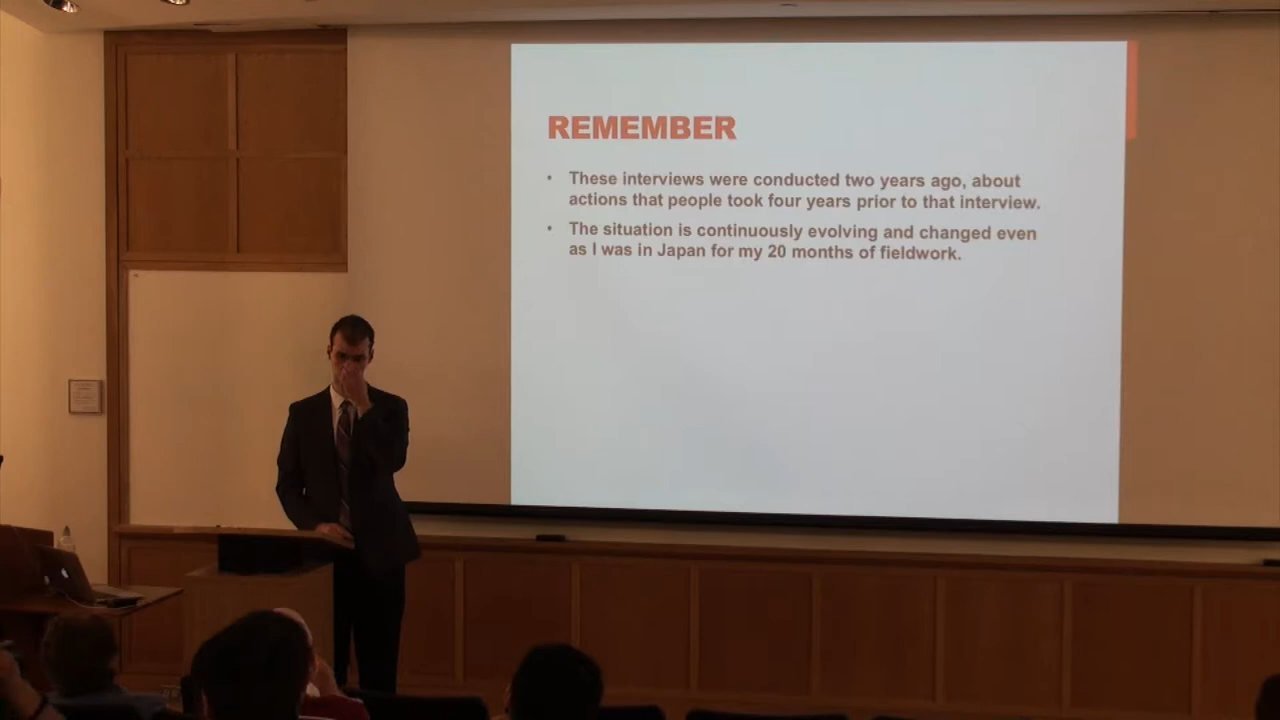 REMEMBER
• These interviews were conducted two years ago, about
actions that people took four years prior to that interview.
• The situation is continuously evolving and changed even
as I was in Japan for my 20 months of fieldwork.